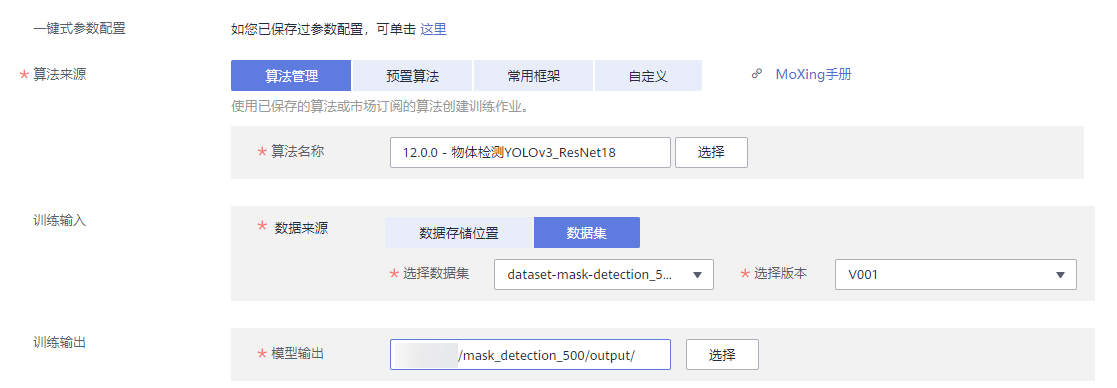 一键式参数配置 如您已保存过参数配置，可单击 这里
* 算法来源 算法管理 预置算法 常用框架 自定义 MoXing手册
使用已保存的算法或市场订阅的算法创建训练作业。
* 算法名称 12.0.0 - 物体检测YOLOv3_ResNet18 选择
训练输入 * 数据来源 数据存储位置 数据集
* 选择数据集 dataset-mask-detection_5... * 选择版本 V001
训练输出 * 模型输出 /mask_detection_500/output/ 选择